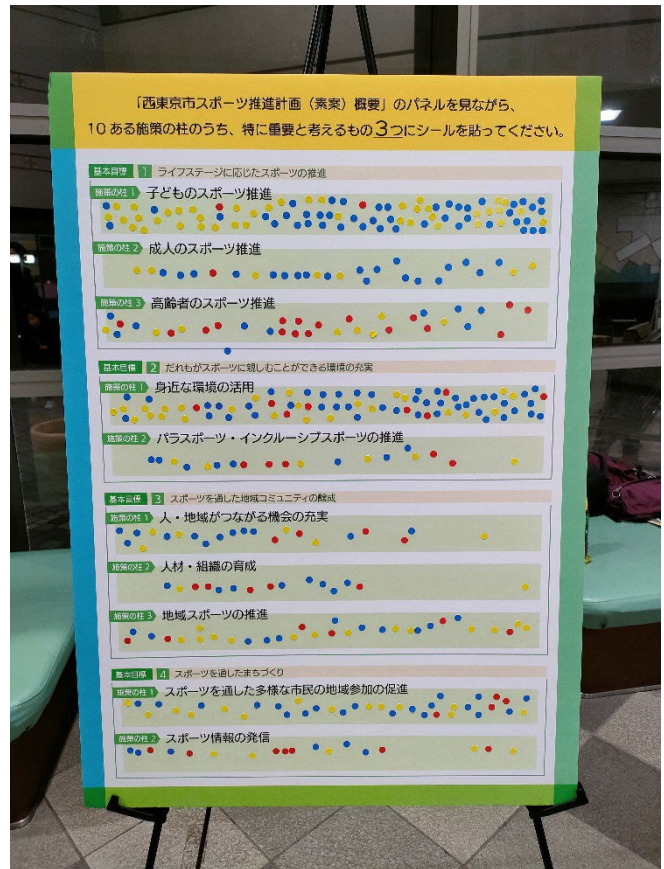 「西東京市スポーツ推進計画（素案）概要」のパネルを見ながら、
10ある施策の柱のうち、特に重要と考えるもの3つにシールを貼ってください。
基本目標 1 ライフステージに応じたスポーツの推進
施策の柱1 子どものスポーツ推進
施策の柱2 成人のスポーツ推進
施策の柱3 高齢者のスポーツ推進
基本目標 2 だれもがスポーツに親しむことができる環境の充実
施策の柱1 身近な環境の活用
施策の柱2 パラスポーツ・インクルーシブスポーツの推進
基本目標 3 スポーツを通した地域コミュニティの醸成
施策の柱1 人・地域がつながる機会の充実
施策の柱2 人材・組織の育成
施策の柱3 地域スポーツの推進
基本目標 4 スポーツを通したまちづくり
施策の柱1 スポーツを通した多様な市民の地域参加の促進
施策の柱2 スポーツ情報の発信